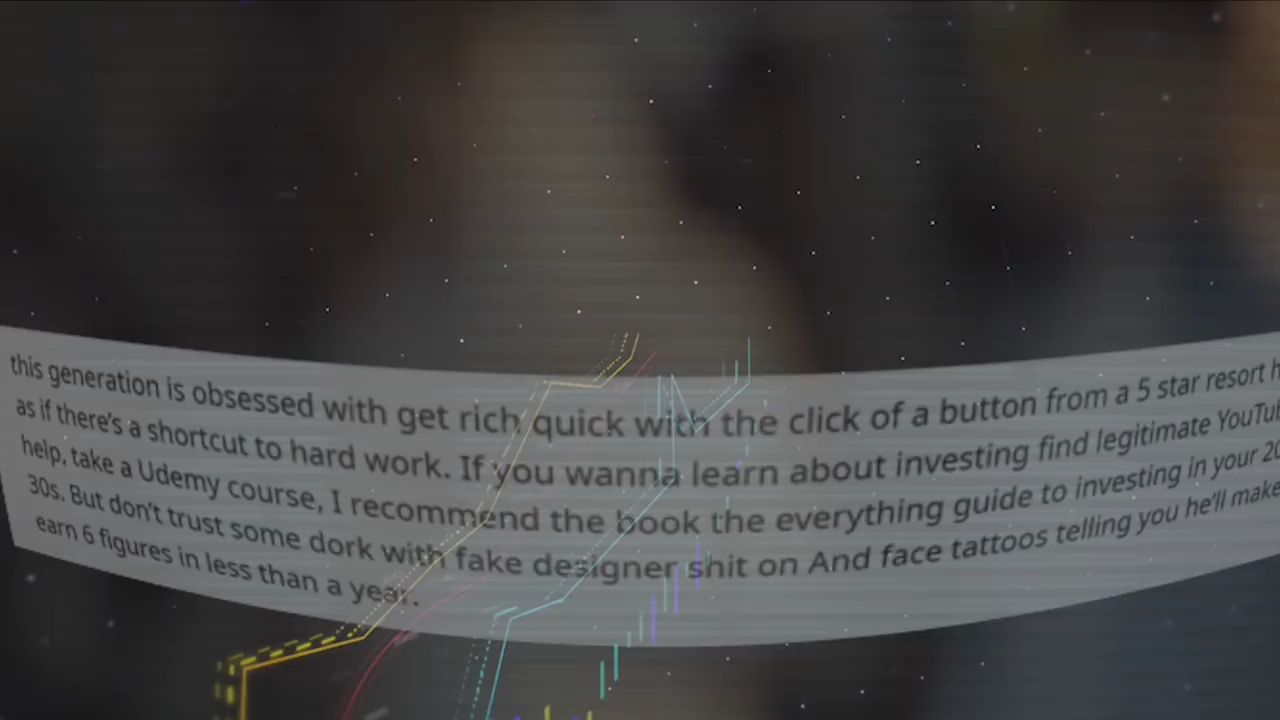 this generation is obsessed with get rich quick with the click of a button from a 5 star resort
as if there's a shortcut to hard work. If you wanna learn about investing find legitimate
help, take a Udemy course, I recommend the book the everything guide to investing in your
30s. But don't trust some dork with fake designer shit on And face tattoos telling you he'll make
earn 6 figures in less than a year.